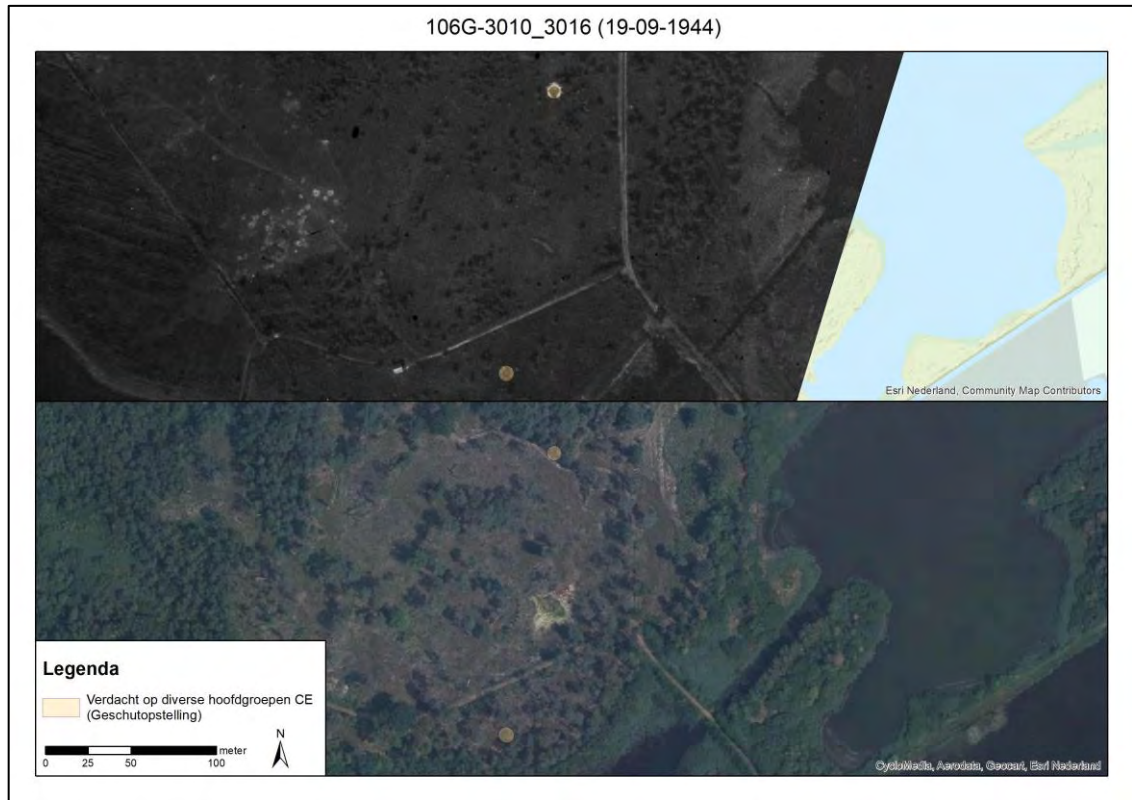 106G-3010_3016 (19-09-1944)
Esri Nederland, Community Map Contributors
Legenda
Verdacht op diverse hoofdgroepen CE
(Geschutopstelling)
N
meter
0 25 50 100
CycloMedia, Aerodata, Geocart, Esri Nederland